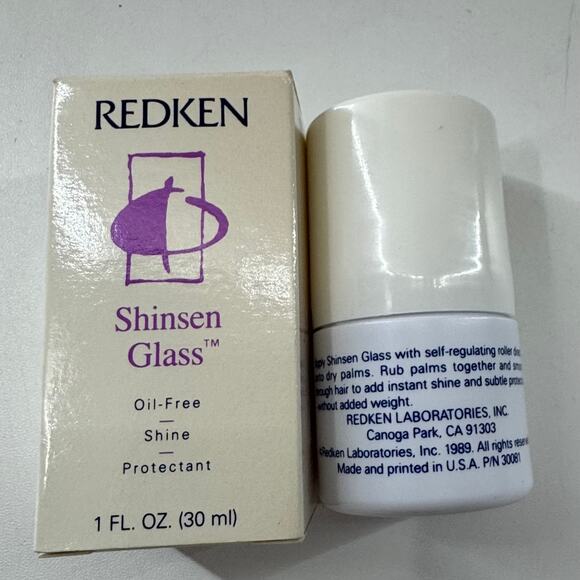 REDKEN
Shinsen
Glass™
Oil-Free
Shine
Protectant
1 FL. OZ. (30 ml)
Shinsen Glass with self-regulating roller
palms. Rub palms together and
hair to add instant shine and subtle
without added weight.
REDKEN LABORATORIES, INC.
Canoga Park, CA 91303
©Redken Laboratories, Inc. 1989. All rights
Made and printed in U.S.A. P/N 30081